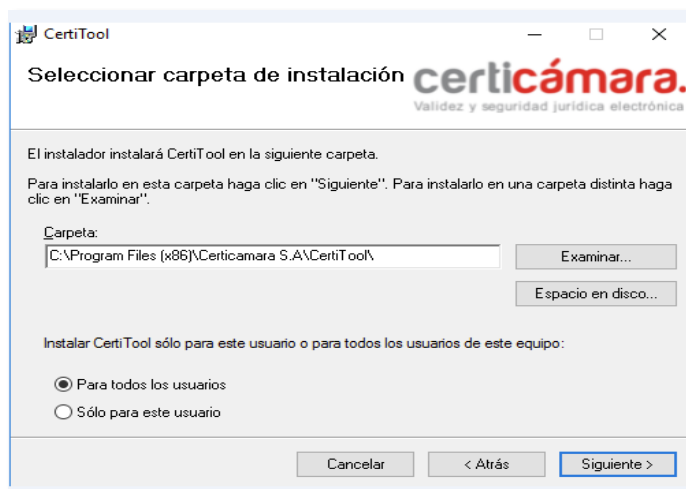 CertiTool
Seleccionar carpeta de instalación
certicámara.
Validez y seguridad jurídica electrónica
El instalador instalará CertiTool en la siguiente carpeta.
Para instalarlo en esta carpeta haga clic en "Siguiente". Para instalarlo en una carpeta distinta haga
clic en "Examinar".
Carpeta:
C:\Program Files (x86)\Certicamara S.A\CertiTool\
Examinar...
Espacio en disco...
Instalar CertiTool sólo para este usuario o para todos los usuarios de este equipo:
Para todos los usuarios
Sólo para este usuario
Cancelar
< Atrás
Siguiente >